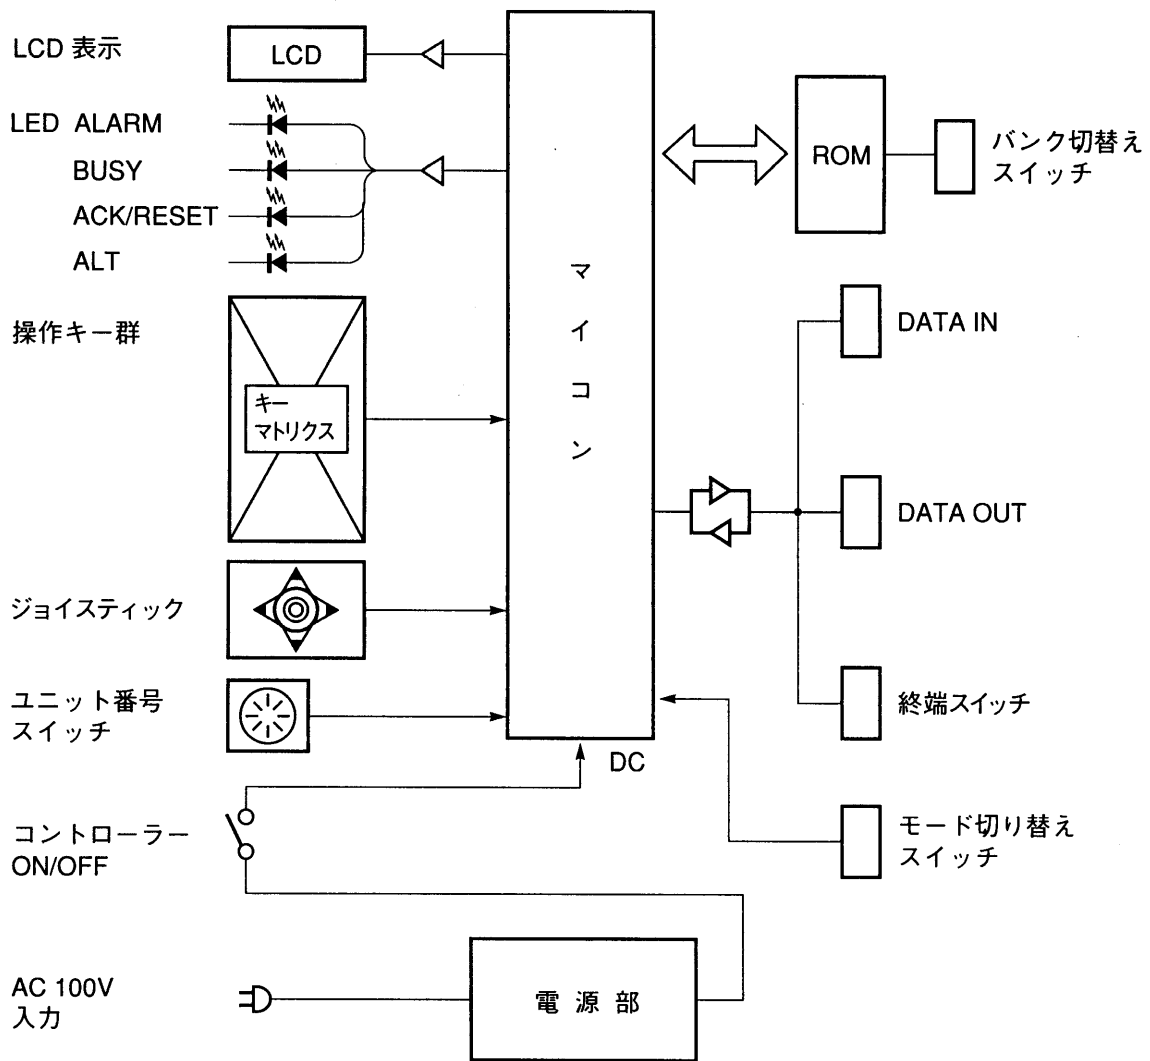 LCD 表示
LCD
LED ALARM
BUSY
ACK/RESET
ALT
操作キー群
キー
マトリクス
ジョイスティック
ユニット番号
スイッチ
コントローラー
ON/OFF
AC 100V
入力
電源部
マイコン
DC
ROM
バンク切替え
スイッチ
DATA IN
DATA OUT
終端スイッチ
モード切り替え
スイッチ